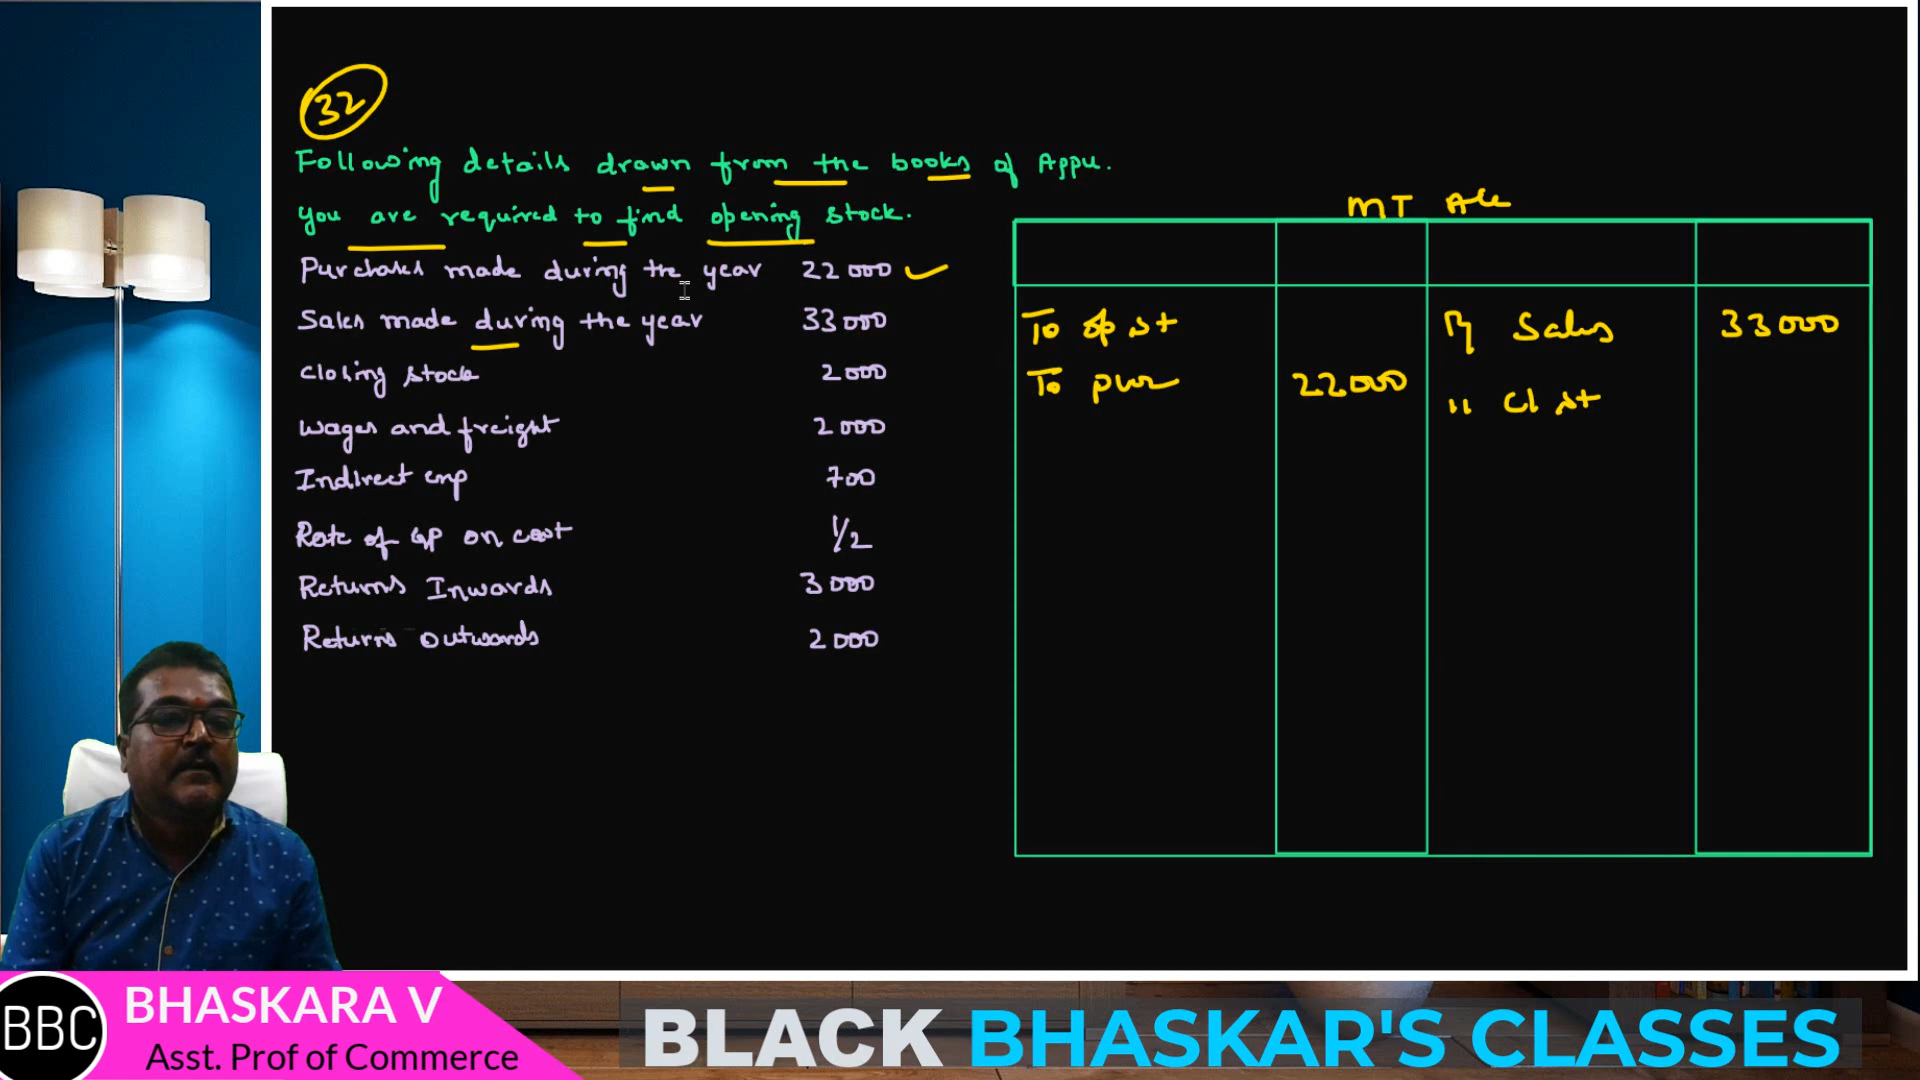 32
Following details drawn from the books of Appu.
You are required to find opening stock.
Purchases made during the year 22000
Sales made during the year 33000
Closing stock 2000
Wages and freight 2000
Indirect exp 700
Rate of GP on cost 1/2
Returns Inwards 3000
Returns Outwards 2000
MT A/c
To op st By Sales 33000
To pur 22000 " Cl st
BBC
BHASKARA V
Asst. Prof of Commerce
BLACK BHASKAR'S CLASSES